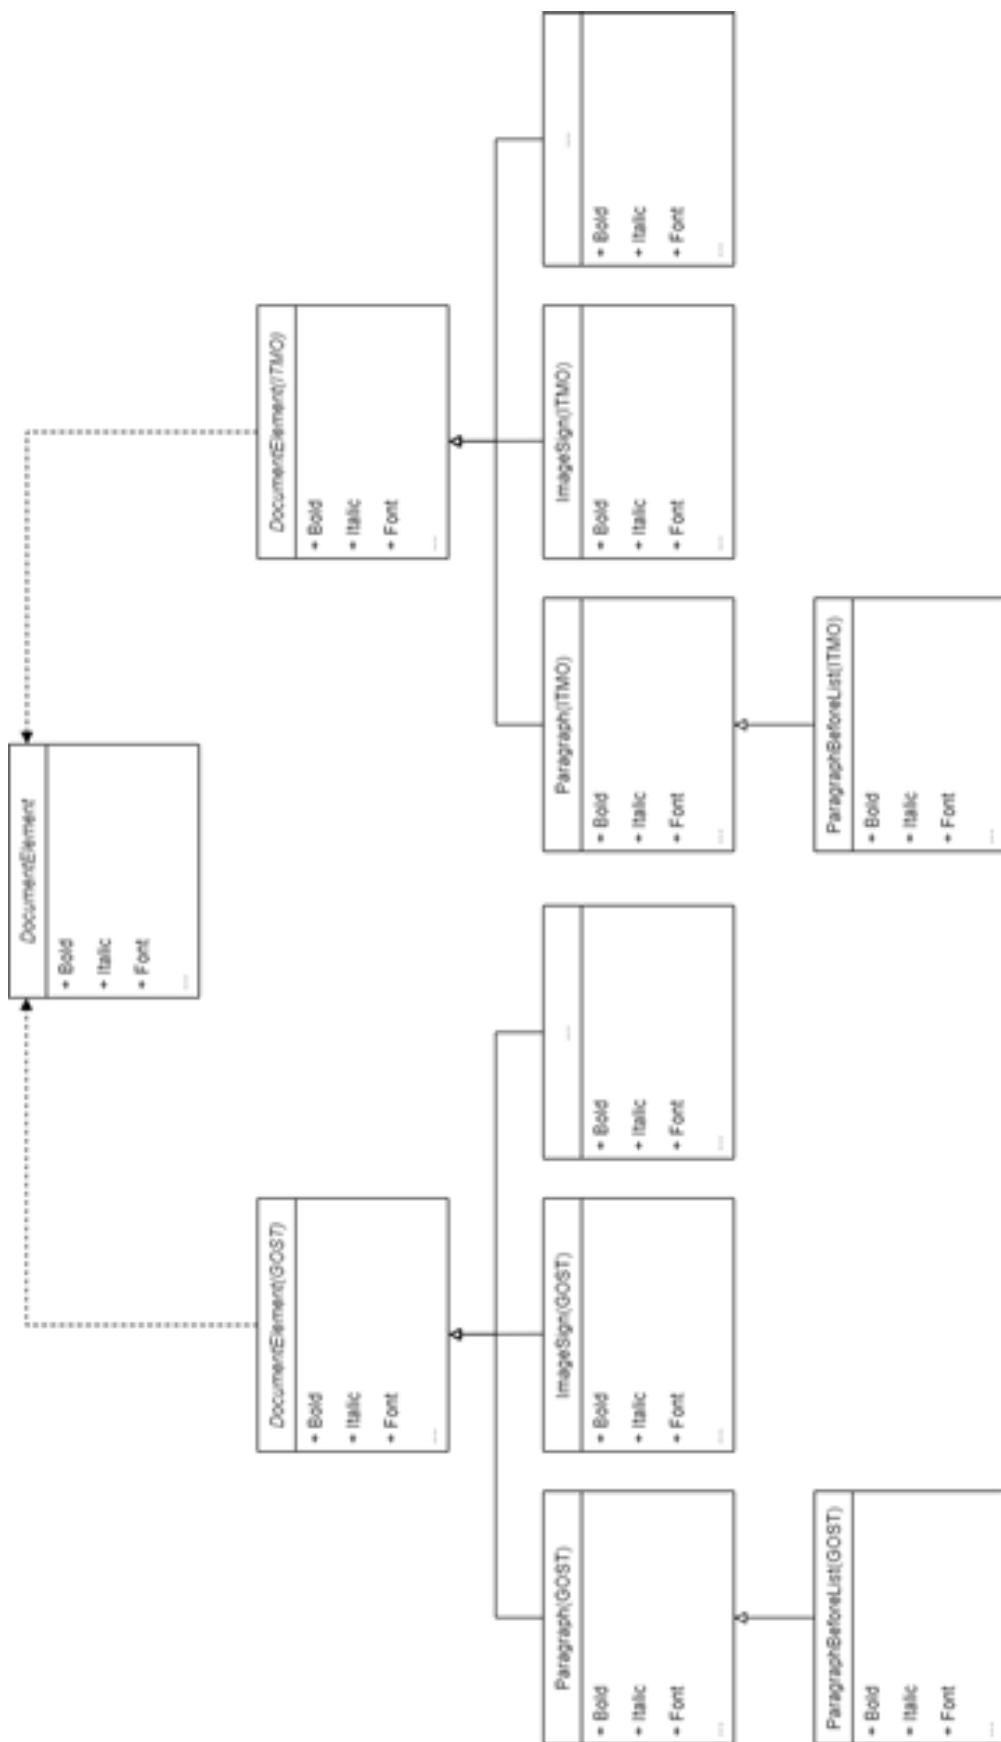 DocumentElement
+ Bold
+ Italic
+ Font
...
DocumentElement(GOST)
+ Bold
+ Italic
+ Font
...
DocumentElement(ITMO)
+ Bold
+ Italic
+ Font
...
Paragraph(GOST)
+ Bold
+ Italic
+ Font
...
ImageSign(GOST)
+ Bold
+ Italic
+ Font
...
...
+ Bold
+ Italic
+ Font
...
Paragraph(ITMO)
+ Bold
+ Italic
+ Font
...
ImageSign(ITMO)
+ Bold
+ Italic
+ Font
...
...
+ Bold
+ Italic
+ Font
...
ParagraphBeforeList(GOST)
+ Bold
+ Italic
+ Font
...
ParagraphBeforeList(ITMO)
+ Bold
+ Italic
+ Font
...